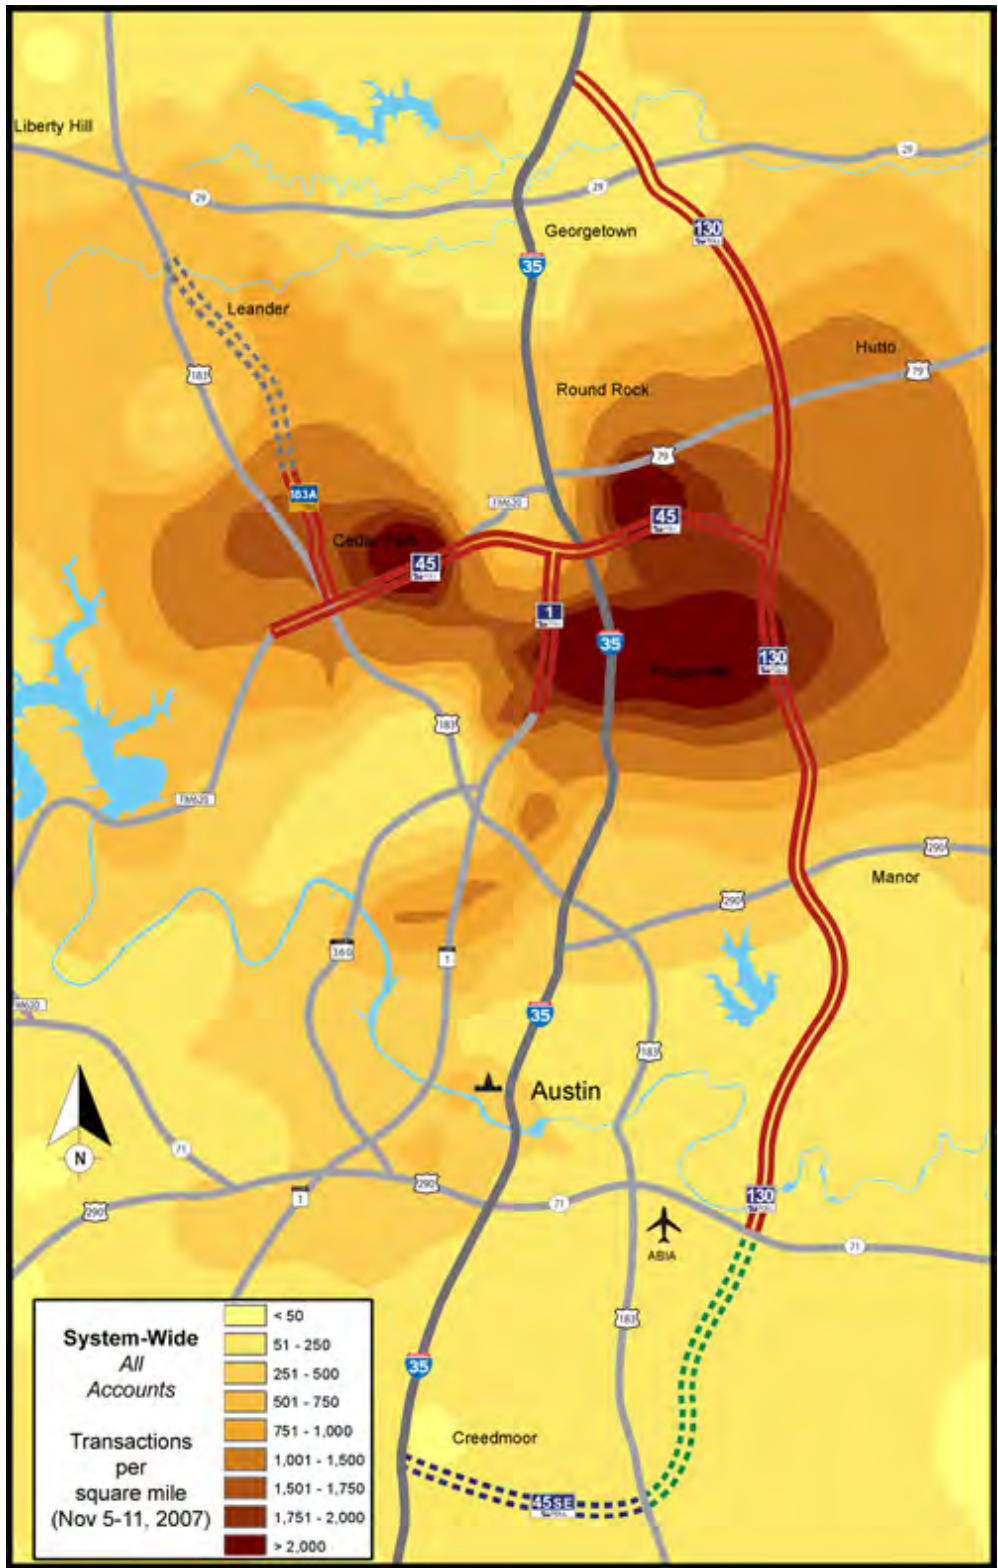 Liberty Hill
29
29
29
Georgetown
130
35
Leander
Hutto
183
79
Round Rock
79
183A
FM620
45
Cedar Park
45
1
35
130
183
FM620
290
Manor
290
360
1
35
183
Austin
N
71
1
290
290
71
130
ABIA
71
183
35
Creedmoor
45SE
System-Wide
All
Accounts
Transactions
per
square mile
(Nov 5-11, 2007)
< 50
51 - 250
251 - 500
501 - 750
751 - 1,000
1,001 - 1,500
1,501 - 1,750
1,751 - 2,000
> 2,000